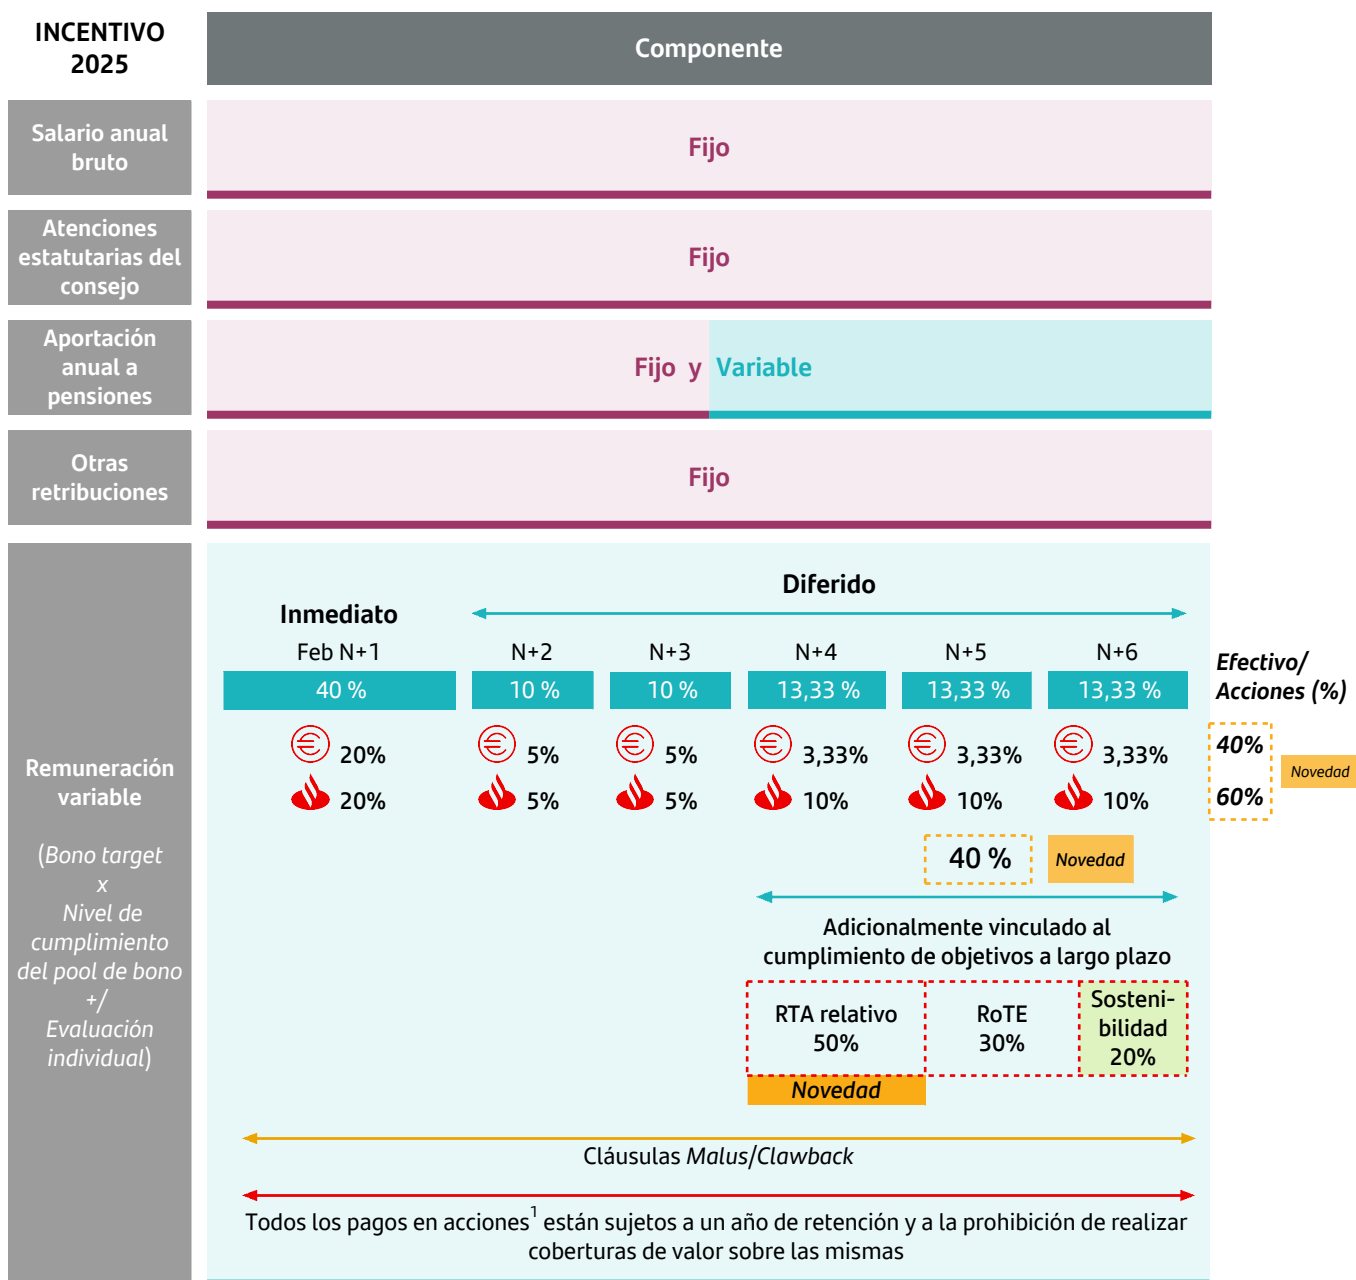 INCENTIVO
2025
Componente
Salario anual
bruto
Fijo
Atenciones
estatutarias del
consejo
Fijo
Aportación
anual a
pensiones
Fijo y Variable
Otras
retribuciones
Fijo
Remuneración
variable
(Bono target
x
Nivel de
cumplimiento
del pool de bono
+/
Evaluación
individual)
Diferido
Inmediato
Feb N+1 N+2 N+3 N+4 N+5 N+6
40 % 10 % 10 % 13,33 % 13,33 % 13,33 %
Efectivo/
Acciones (%)
20% 5% 5% 3,33% 3,33% 3,33% 40%
Novedad
20% 5% 5% 10% 10% 10% 60%
40 % Novedad
Adicionalmente vinculado al
cumplimiento de objetivos a largo plazo
RTA relativo
50%
RoTE
30%
Sosteni-
bilidad
20%
Novedad
Cláusulas Malus/Clawback
Todos los pagos en acciones1 están sujetos a un año de retención y a la prohibición de realizar
coberturas de valor sobre las mismas